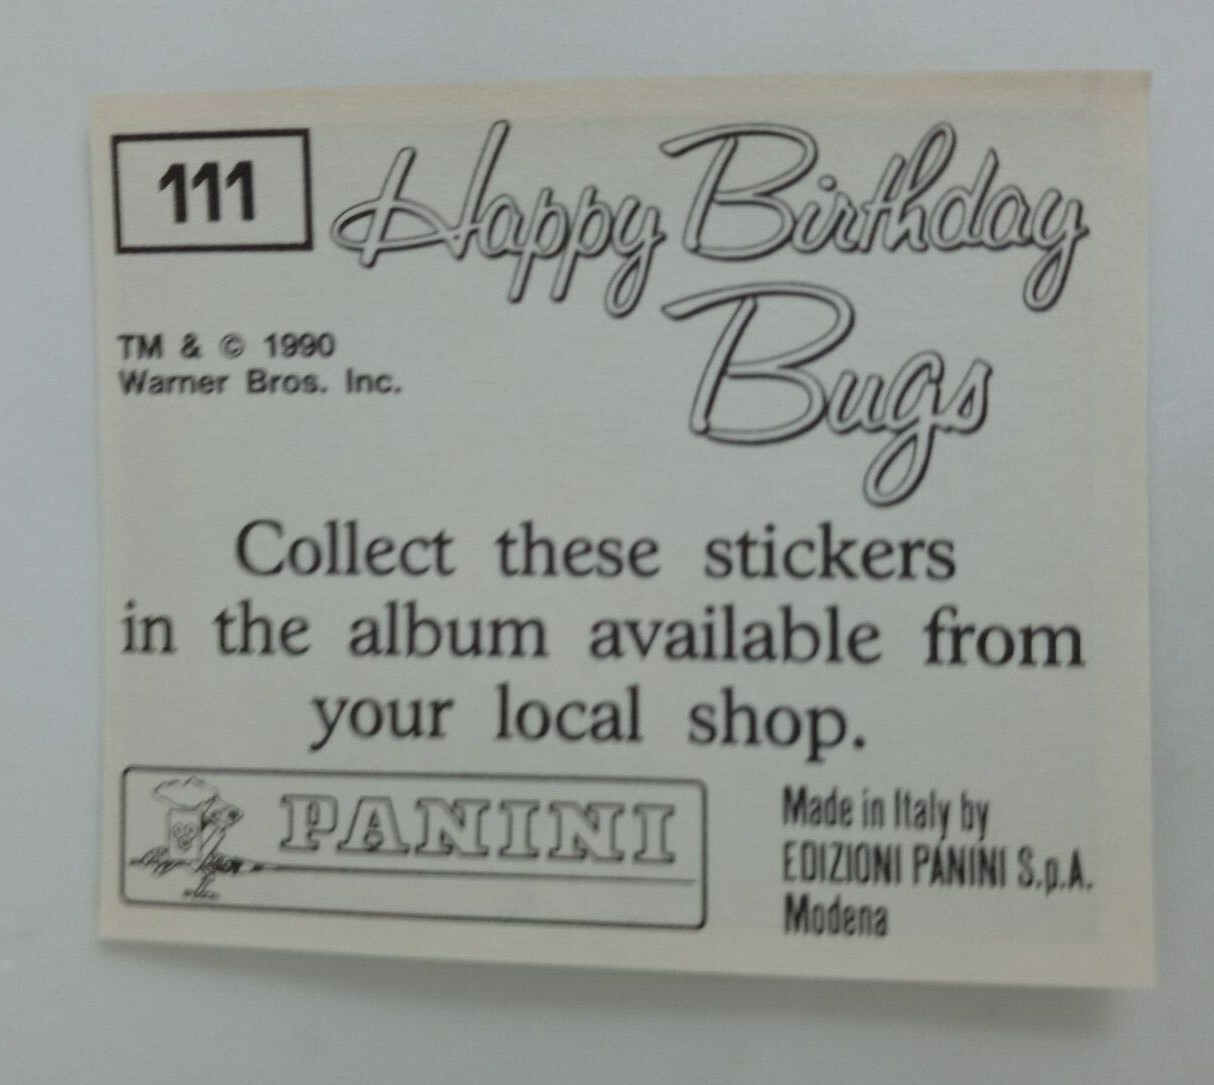 111
Happy Birthday
Bugs
TM & © 1990
Warner Bros. Inc.
Collect these stickers
in the album available from
your local shop.
PANINI
Made in Italy by
EDIZIONI PANINI S.p.A.
Modena